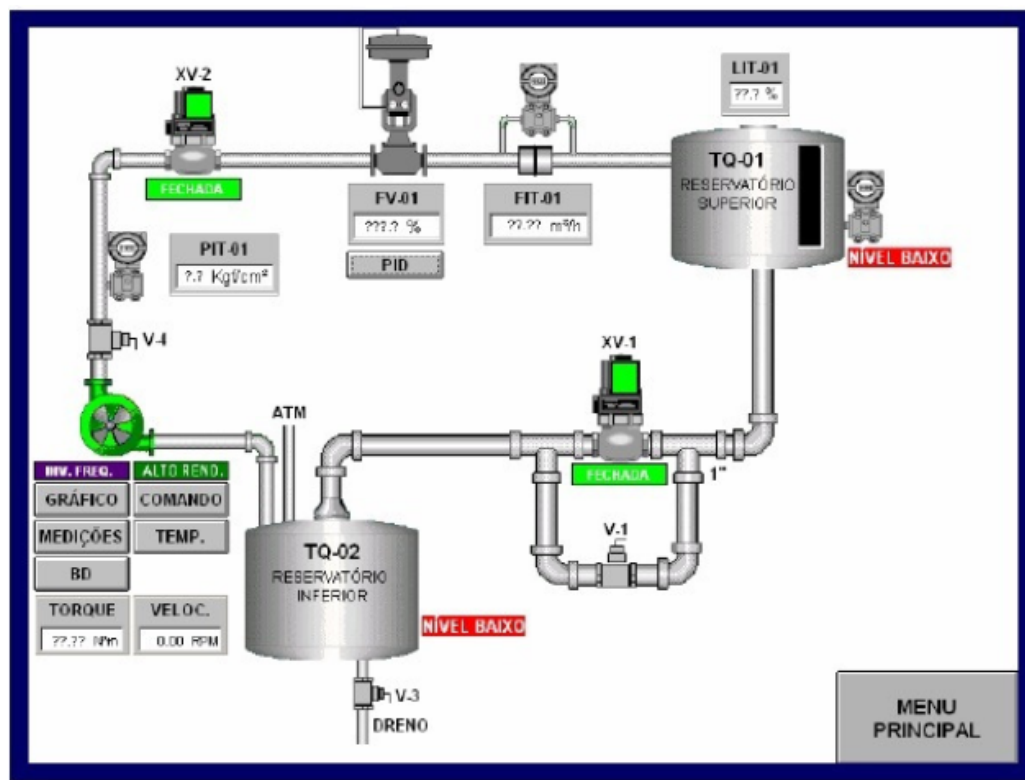 XV-2
FECHADA
LIT-01
??.? %
TQ-01
RESERVATÓRIO
SUPERIOR
NÍVEL BAIXO
FV-01
???.? %
PID
FIT-01
??.?? m³/h
PIT-01
?.? Kgf/cm²
V-4
ATM
XV-1
FECHADA
1"
V-1
INV. FREQ.
ALTO REND.
GRÁFICO
COMANDO
MEDIÇÕES
TEMP.
BD
TORQUE
??.?? N*m
VELOC.
0.00 RPM
TQ-02
RESERVATÓRIO
INFERIOR
NÍVEL BAIXO
V-3
DRENO
MENU
PRINCIPAL